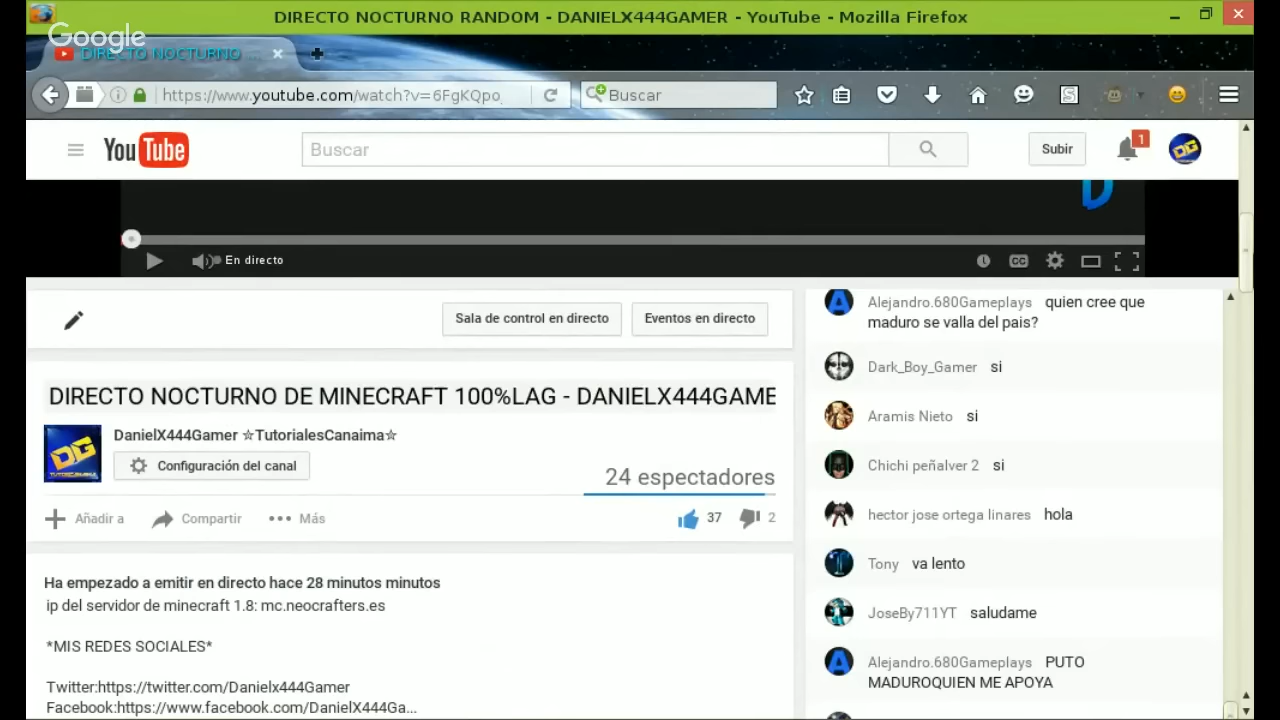 DIRECTO NOCTURNO RANDOM - DANIELX444GAMER - YouTube - Mozilla Firefox
Google
DIRECTO NOCTURNO ...
https://www.youtube.com/watch?v=6FgKQpo
Buscar
S
YouTube
Buscar
Subir
1
DG
D
En directo
CC
Sala de control en directo
Eventos en directo
DIRECTO NOCTURNO DE MINECRAFT 100%LAG - DANIELX444GAME
DG
DanielX444Gamer ☆TutorialesCanaima☆
Configuración del canal
24 espectadores
Añadir a
Compartir
Más
37
2
Ha empezado a emitir en directo hace 28 minutos minutos
ip del servidor de minecraft 1.8: mc.neocrafters.es
*MIS REDES SOCIALES*
Twitter:https://twitter.com/Danielx444Gamer
Facebook:https://www.facebook.com/DanielX444Ga...
Alejandro.680Gameplays quien cree que
maduro se valla del pais?
Dark_Boy_Gamer si
Aramis Nieto si
Chichi peñalver 2 si
hector jose ortega linares hola
Tony va lento
JoseBy711YT saludame
Alejandro.680Gameplays PUTO
MADUROQUIEN ME APOYA